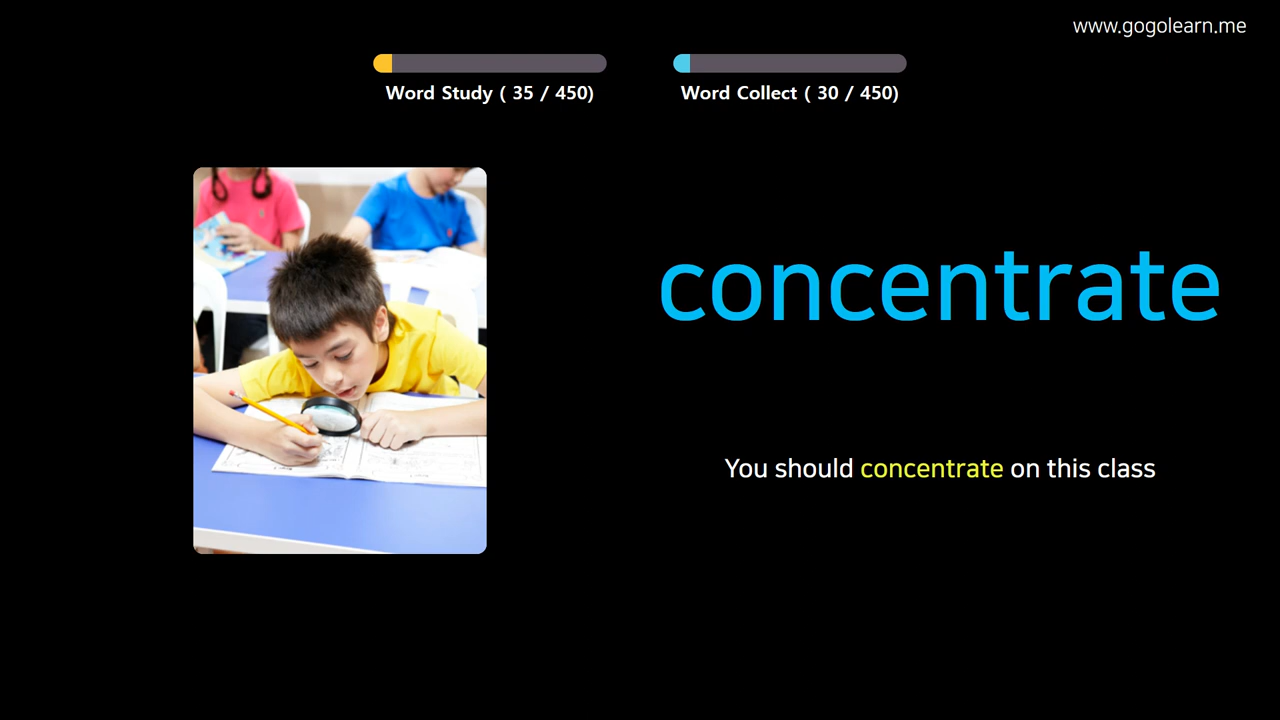 www.gogolearn.me
Word Study ( 35 / 450)
Word Collect ( 30 / 450)
concentrate
You should concentrate on this class